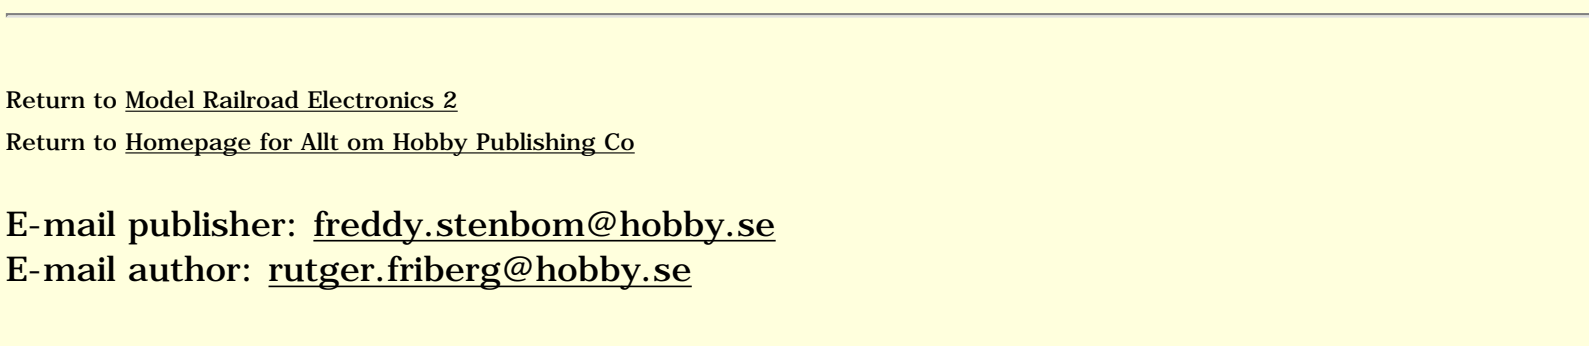 Return to Model Railroad Electronics 2
Return to Homepage for Allt om Hobby Publishing Co
E-mail publisher: freddy.stenbom@hobby.se
E-mail author: rutger.friberg@hobby.se